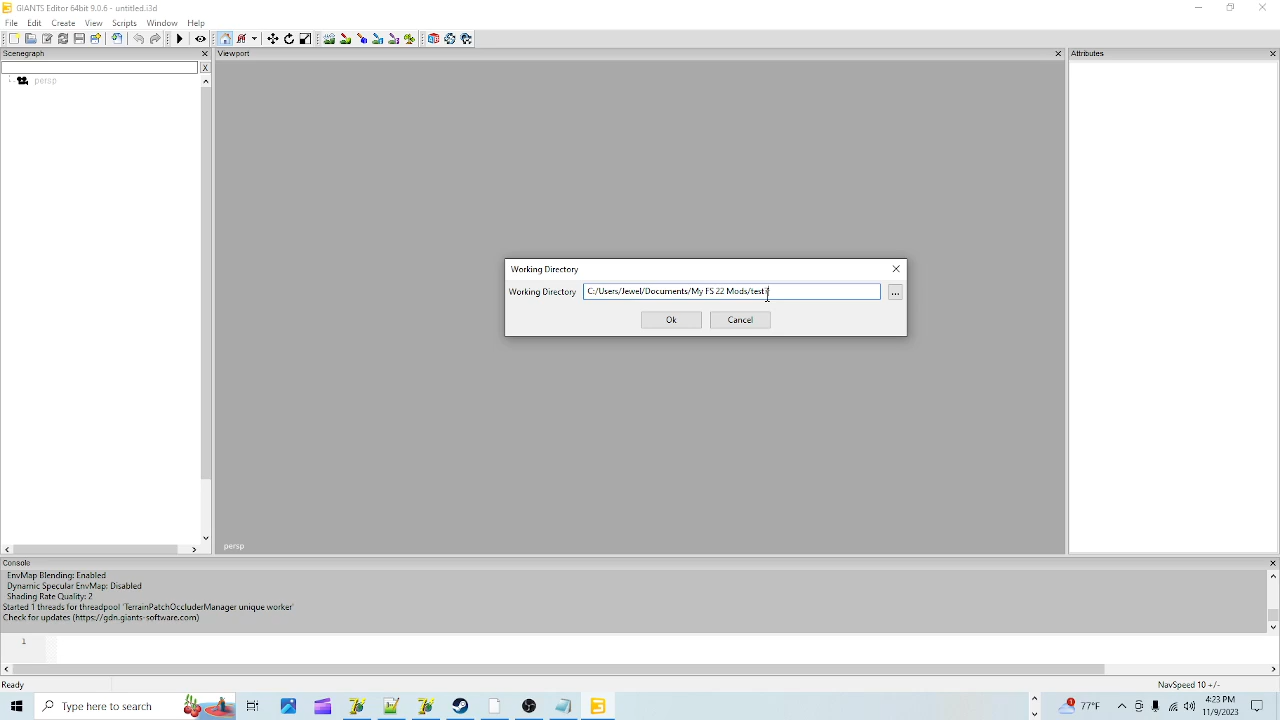 GIANTS Editor 64bit 9.0.6 - untitled.i3d
File Edit Create View Scripts Window Help
Scenegraph
Viewport
Attributes
X
persp
Working Directory
Working Directory C:/Users/Jewel/Documents/My FS 22 Mods/test
...
Ok Cancel
persp
Console
EnvMap Blending: Enabled
Dynamic Specular EnvMap: Disabled
Shading Rate Quality: 2
Started 1 threads for threadpool 'TerrainPatchOccluderManager unique worker'
Check for updates (https://gdn.giants-software.com)
1
Ready
NavSpeed 10 +/-
Type here to search
77°F
4:23 PM
11/9/2023